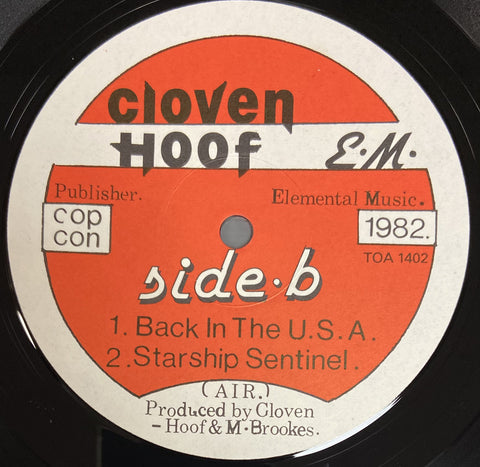 cloven
Hoof E.M.
Publisher. Elemental Music.
cop
con
1982.
TOA 1402
side·b
1. Back In The U.S.A.
2. Starship Sentinel.
(AIR.)
Produced by Cloven
- Hoof & M·Brookes.